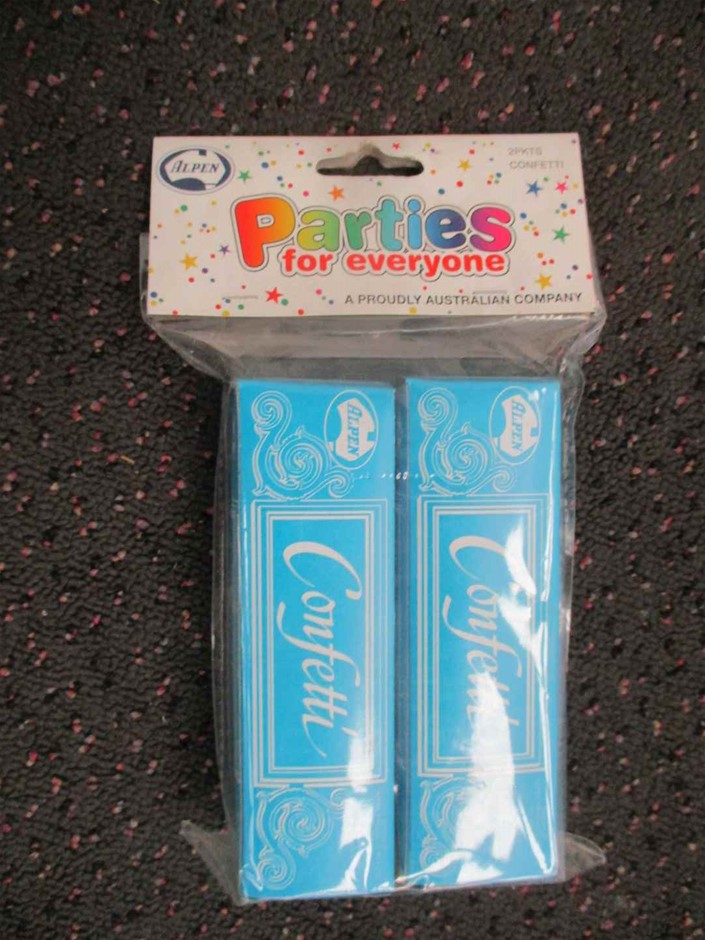 ALPEN
2PKTS
CONFETTI
Parties
for everyone
A PROUDLY AUSTRALIAN COMPANY
ALPEN
Confetti
ALPEN
Confetti